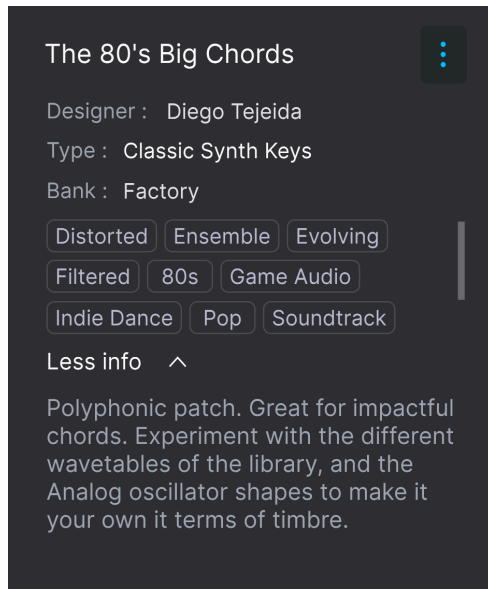 The 80's Big Chords
Designer : Diego Tejeida
Type : Classic Synth Keys
Bank : Factory
Distorted Ensemble Evolving
Filtered 80s Game Audio
Indie Dance Pop Soundtrack
Less info
Polyphonic patch. Great for impactful
chords. Experiment with the different
wavetables of the library, and the
Analog oscillator shapes to make it
your own it terms of timbre.